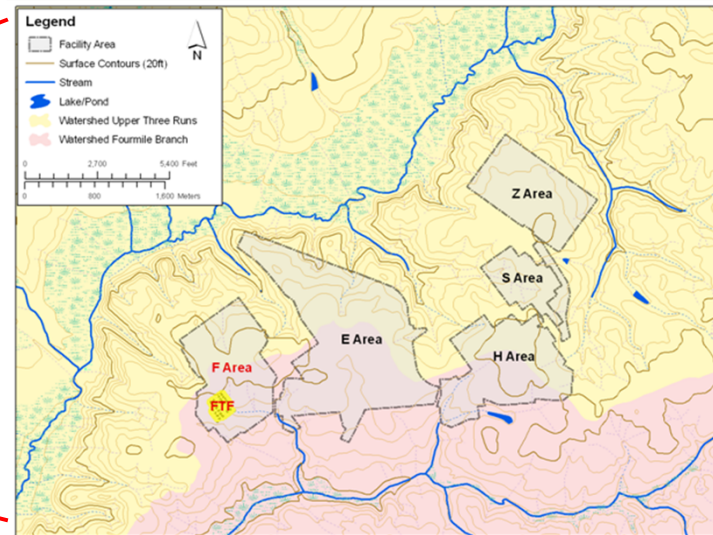 Legend
Facility Area
Surface Contours (20ft)
Stream
Lake/Pond
Watershed Upper Three Runs
Watershed Fourmile Branch
N
0 2,700 5,400 Feet
0 800 1,600 Meters
Z Area
S Area
E Area
H Area
F Area
FTF